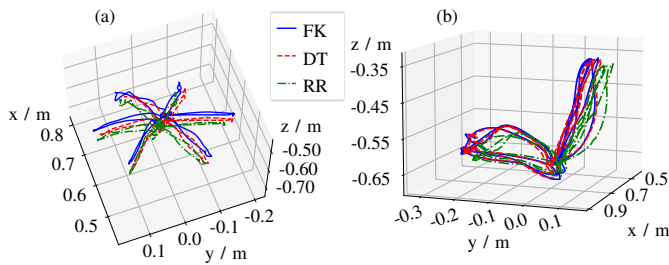 (a)
FK
DT
RR
(b)
x / m
0.8
0.7
0.6
0.5
0.1
0.0
-0.1
-0.2
y / m
z / m
-0.50
-0.60
-0.70
z / m
-0.35
-0.45
-0.55
-0.65
-0.3
-0.2
-0.1
0.0
0.1
y / m
0.5
0.7
0.9
x / m